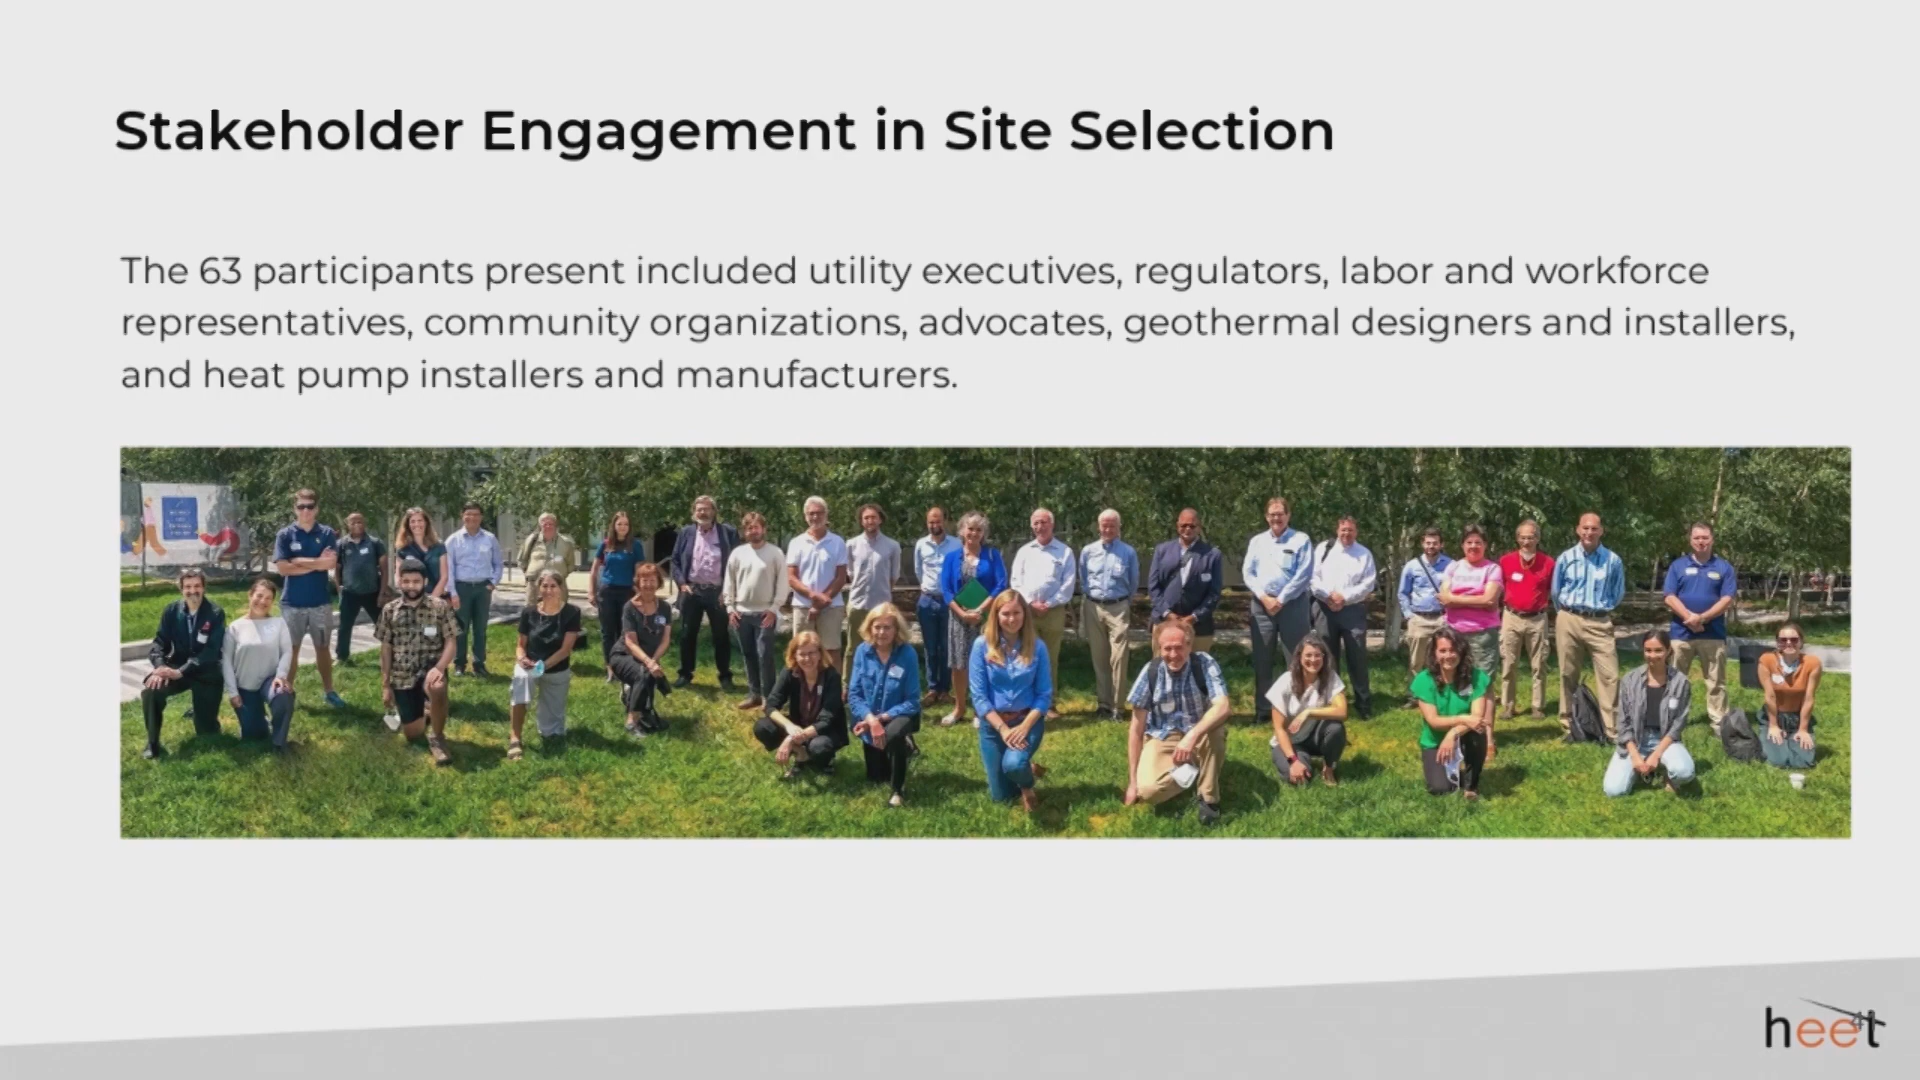 Stakeholder Engagement in Site Selection
The 63 participants present included utility executives, regulators, labor and workforce
representatives, community organizations, advocates, geothermal designers and installers,
and heat pump installers and manufacturers.
heet